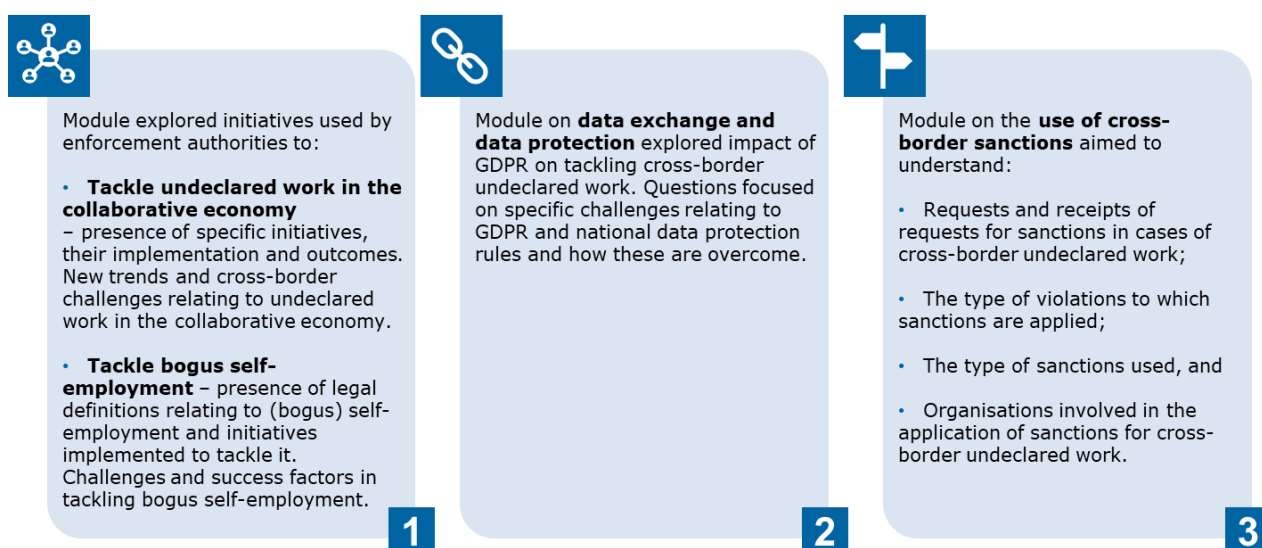 Module explored initiatives used by
enforcement authorities to:
• Tackle undeclared work in the
collaborative economy
– presence of specific initiatives,
their implementation and outcomes.
New trends and cross-border
challenges relating to undeclared
work in the collaborative economy.
• Tackle bogus self-
employment – presence of legal
definitions relating to (bogus) self-
employment and initiatives
implemented to tackle it.
Challenges and success factors in
tackling bogus self-employment.
1
Module on data exchange and
data protection explored impact of
GDPR on tackling cross-border
undeclared work. Questions focused
on specific challenges relating to
GDPR and national data protection
rules and how these are overcome.
2
Module on the use of cross-
border sanctions aimed to
understand:
• Requests and receipts of
requests for sanctions in cases of
cross-border undeclared work;
• The type of violations to which
sanctions are applied;
• The type of sanctions used, and
• Organisations involved in the
application of sanctions for cross-
border undeclared work.
3